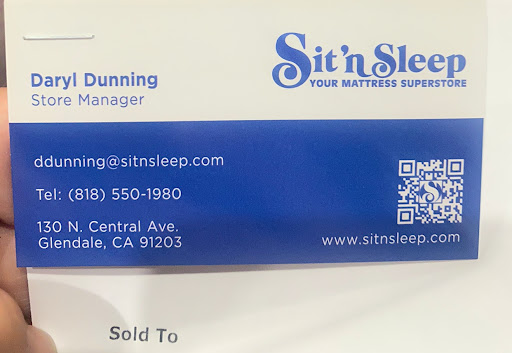 Daryl Dunning
Store Manager
Sit'n Sleep
YOUR MATTRESS SUPERSTORE
ddunning@sitnsleep.com
Tel: (818) 550-1980
130 N. Central Ave.
Glendale, CA 91203
www.sitnsleep.com
Sold To